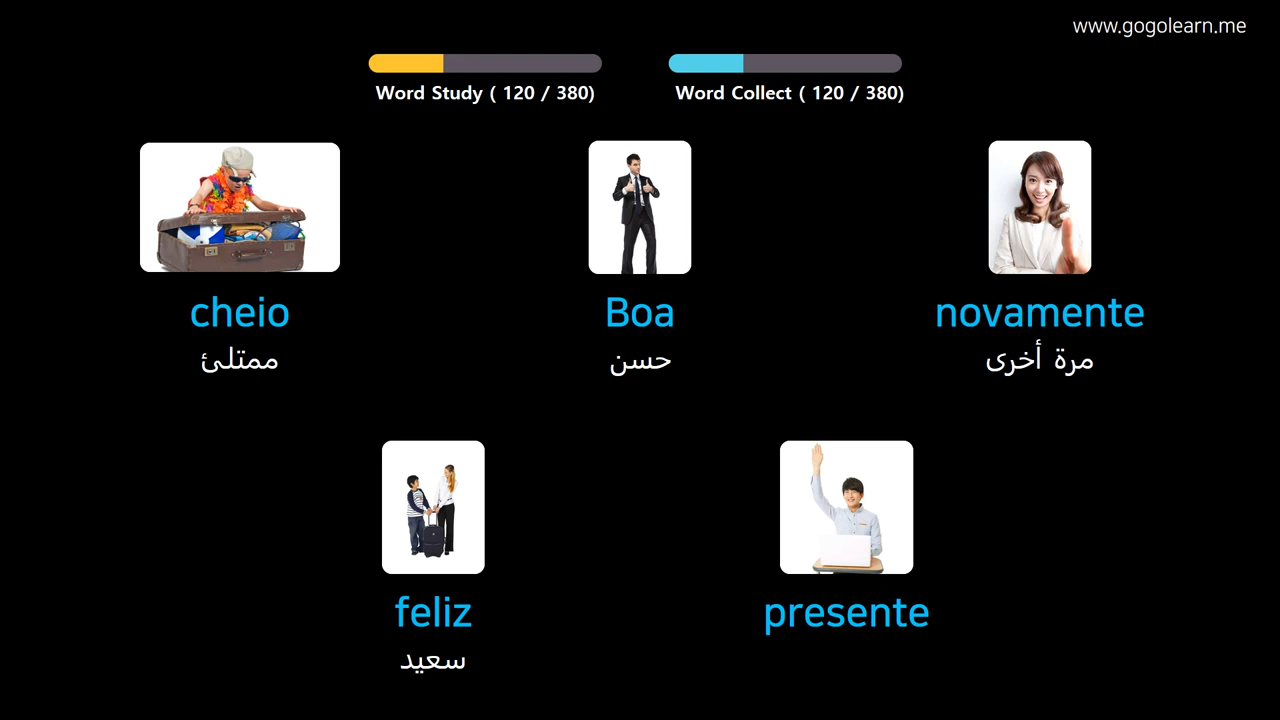 www.gogolearn.me
Word Study ( 120 / 380)
Word Collect ( 120 / 380)
cheio
ممتلئ
Boa
حسن
novamente
مرة أخرى
feliz
سعيد
presente